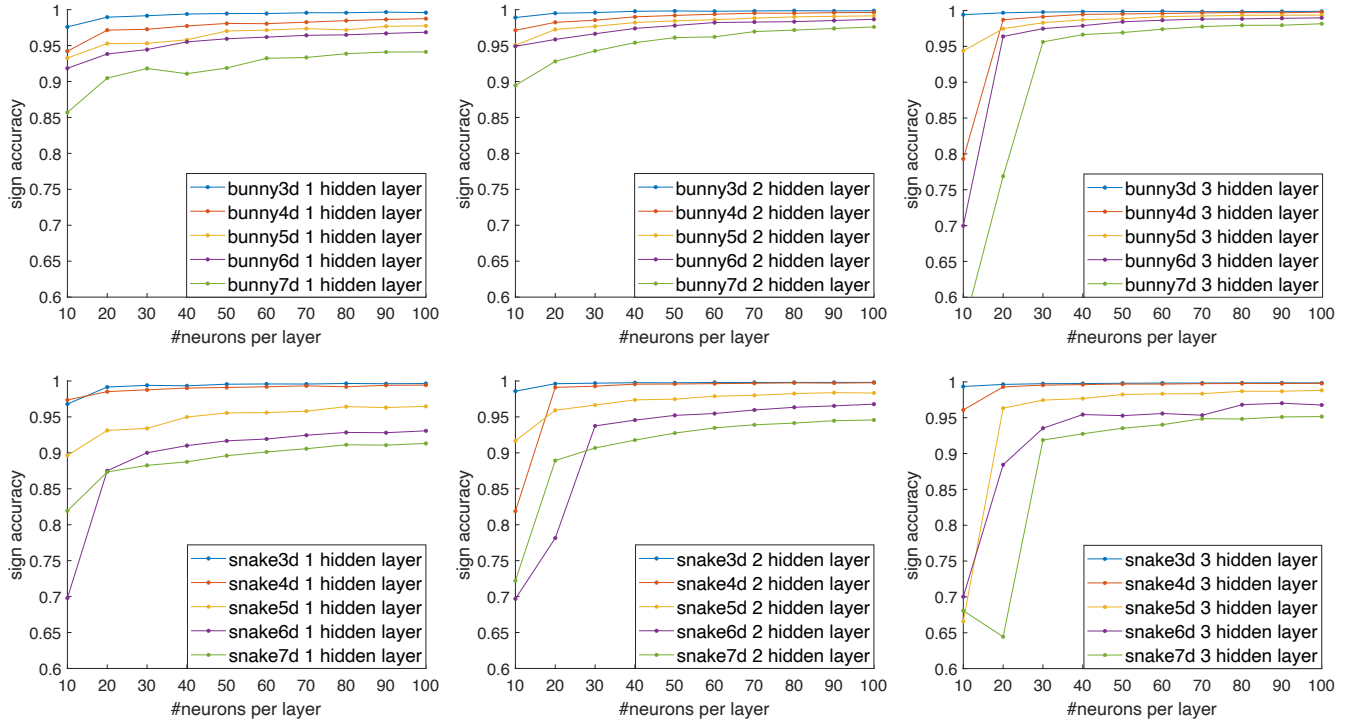 1
0.95
0.9
0.85
0.8
0.75
0.7
0.65
0.6
sign accuracy
bunny3d 1 hidden layer
bunny4d 1 hidden layer
bunny5d 1 hidden layer
bunny6d 1 hidden layer
bunny7d 1 hidden layer
10 20 30 40 50 60 70 80 90 100
#neurons per layer
1
0.95
0.9
0.85
0.8
0.75
0.7
0.65
0.6
sign accuracy
bunny3d 2 hidden layer
bunny4d 2 hidden layer
bunny5d 2 hidden layer
bunny6d 2 hidden layer
bunny7d 2 hidden layer
10 20 30 40 50 60 70 80 90 100
#neurons per layer
1
0.95
0.9
0.85
0.8
0.75
0.7
0.65
0.6
sign accuracy
bunny3d 3 hidden layer
bunny4d 3 hidden layer
bunny5d 3 hidden layer
bunny6d 3 hidden layer
bunny7d 3 hidden layer
10 20 30 40 50 60 70 80 90 100
#neurons per layer
1
0.95
0.9
0.85
0.8
0.75
0.7
0.65
0.6
sign accuracy
snake3d 1 hidden layer
snake4d 1 hidden layer
snake5d 1 hidden layer
snake6d 1 hidden layer
snake7d 1 hidden layer
10 20 30 40 50 60 70 80 90 100
#neurons per layer
1
0.95
0.9
0.85
0.8
0.75
0.7
0.65
0.6
sign accuracy
snake3d 2 hidden layer
snake4d 2 hidden layer
snake5d 2 hidden layer
snake6d 2 hidden layer
snake7d 2 hidden layer
10 20 30 40 50 60 70 80 90 100
#neurons per layer
1
0.95
0.9
0.85
0.8
0.75
0.7
0.65
0.6
sign accuracy
snake3d 3 hidden layer
snake4d 3 hidden layer
snake5d 3 hidden layer
snake6d 3 hidden layer
snake7d 3 hidden layer
10 20 30 40 50 60 70 80 90 100
#neurons per layer